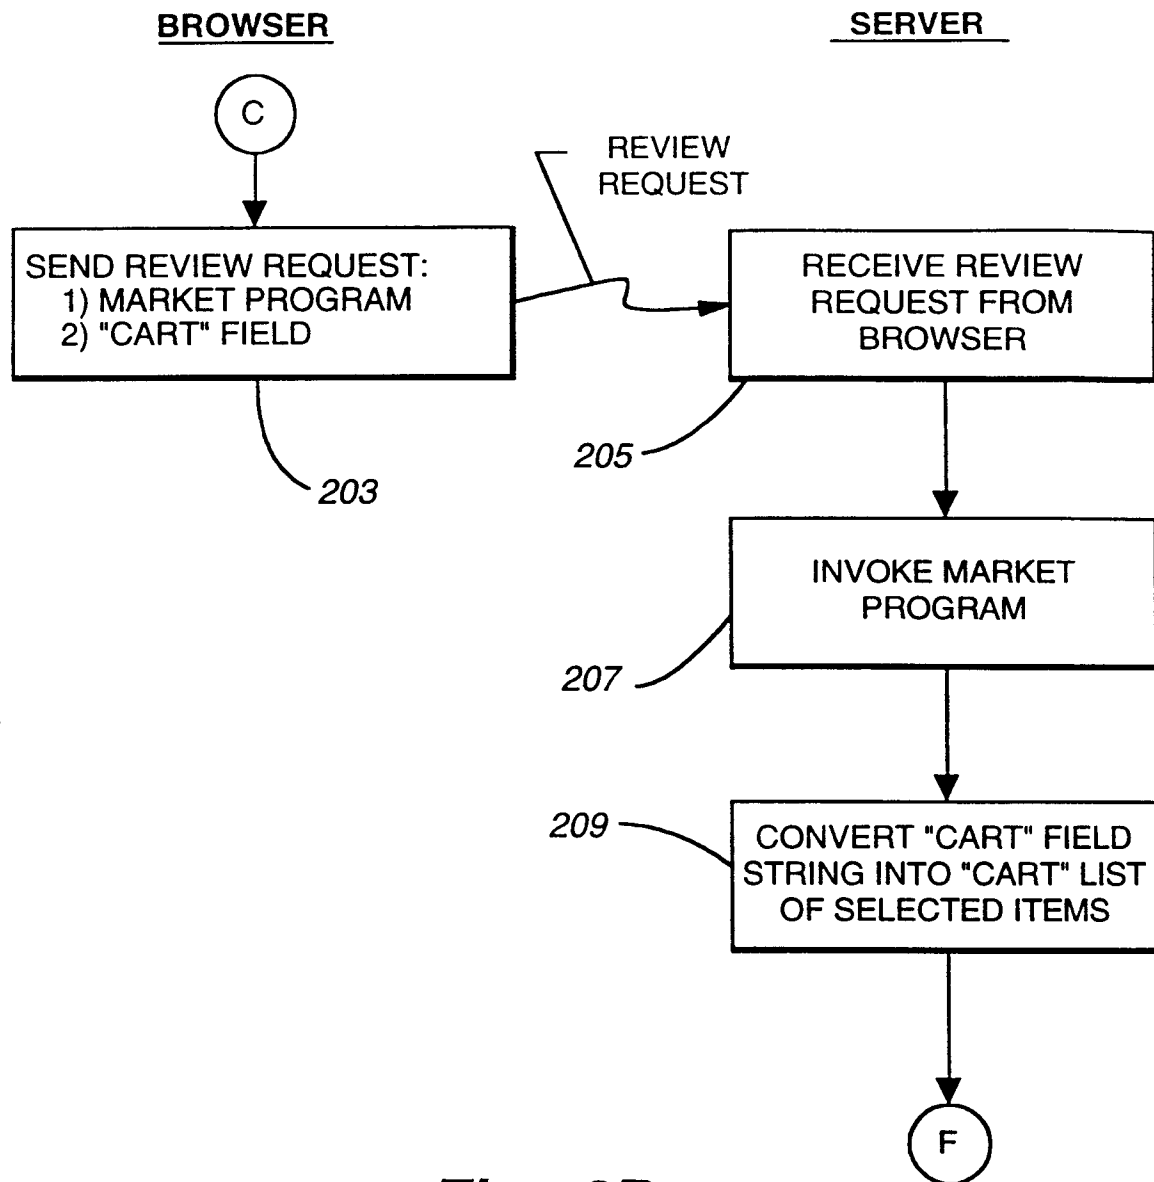 BROWSER
SERVER
C
REVIEW
REQUEST
SEND REVIEW REQUEST:
1) MARKET PROGRAM
2) "CART" FIELD
RECEIVE REVIEW
REQUEST FROM
BROWSER
203
205
INVOKE MARKET
PROGRAM
207
209
CONVERT "CART" FIELD
STRING INTO "CART" LIST
OF SELECTED ITEMS
F